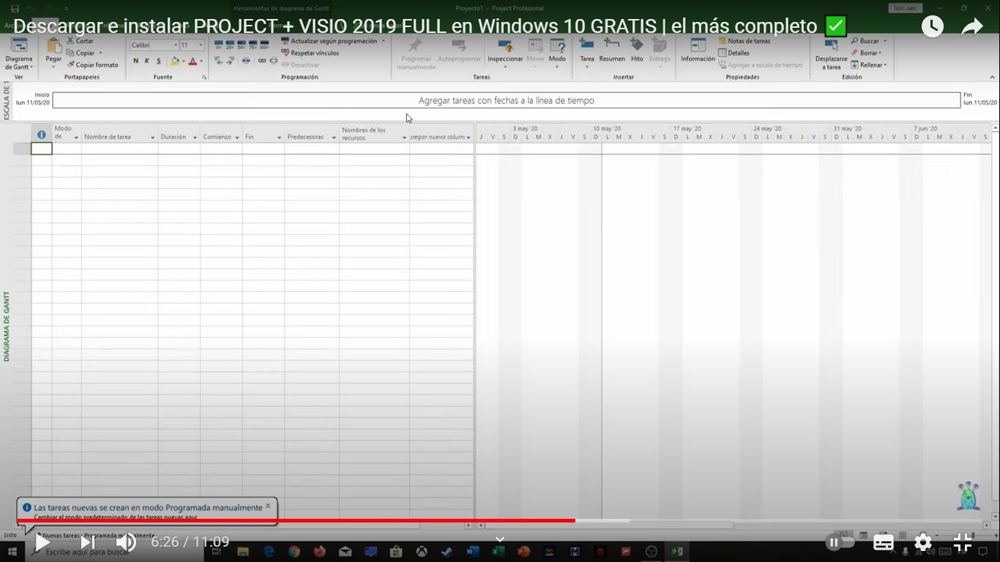 Herramientas de diagrama de Gantt
Proyecto1 - Project Profesional
Inic. ses.
Descargar e instalar PROJECT + VISIO 2019 FULL en Windows 10 GRATIS | el más completo ✅
Diagrama de Gantt
Ver
Pegar
Cortar
Copiar
Copiar formato
Portapapeles
Calibri
11
N K S
Fuente
0% 25% 50% 75% 100%
Actualizar según programación
Respetar vínculos
Desactivar
Programación
Programar manualmente
Autoprogramar
Inspeccionar
Mover
Modo
Tareas
Tarea
Resumen
Hito
Entrega
Insertar
Información
Notas de tareas
Detalles
Agregar a escala de tiempo
Propiedades
Desplazarse a tarea
Buscar
Borrar
Rellenar
Edición
ESCALA DE T
Inicio
lun 11/05/20
Agregar tareas con fechas a la línea de tiempo
Fin
lun 11/05/20
Modo de
Nombre de tarea
Duración
Comienzo
Fin
Predecesoras
Nombres de los recursos
regar nueva colum
3 may '20
10 may '20
17 may '20
24 may '20
31 may '20
7 jun '20
J V S D L M X J V S D L M X J V S D L M X J V S D L M X J V S D L M X J V S D L M X J V S
DIAGRAMA DE GANTT
Las tareas nuevas se crean en modo Programada manualmente
Cambiar el modo predeterminado de las tareas nuevas aquí
Listo
Nuevas tareas : Programada manualmente
6:26 / 11:09
Escribe aquí para buscar